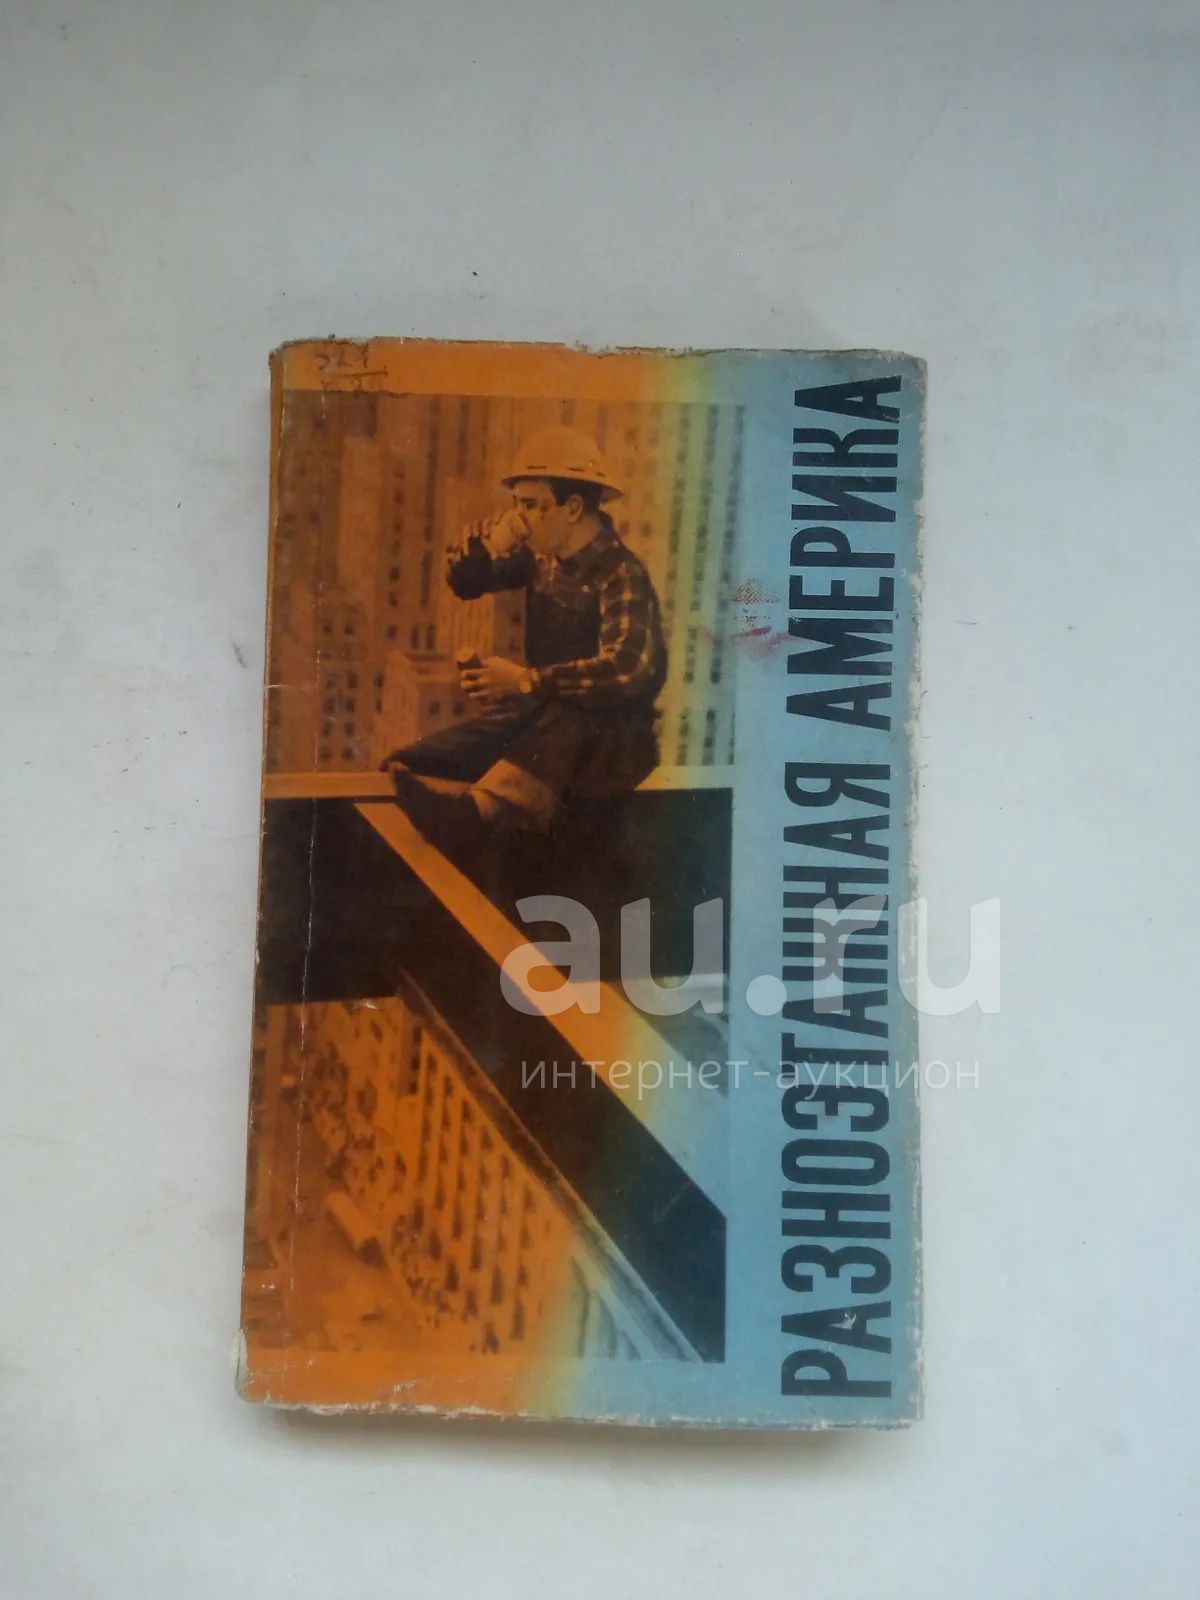 РАЗНОЭТАЖНАЯ АМЕРИКА
au.ru
интернет-аукцион